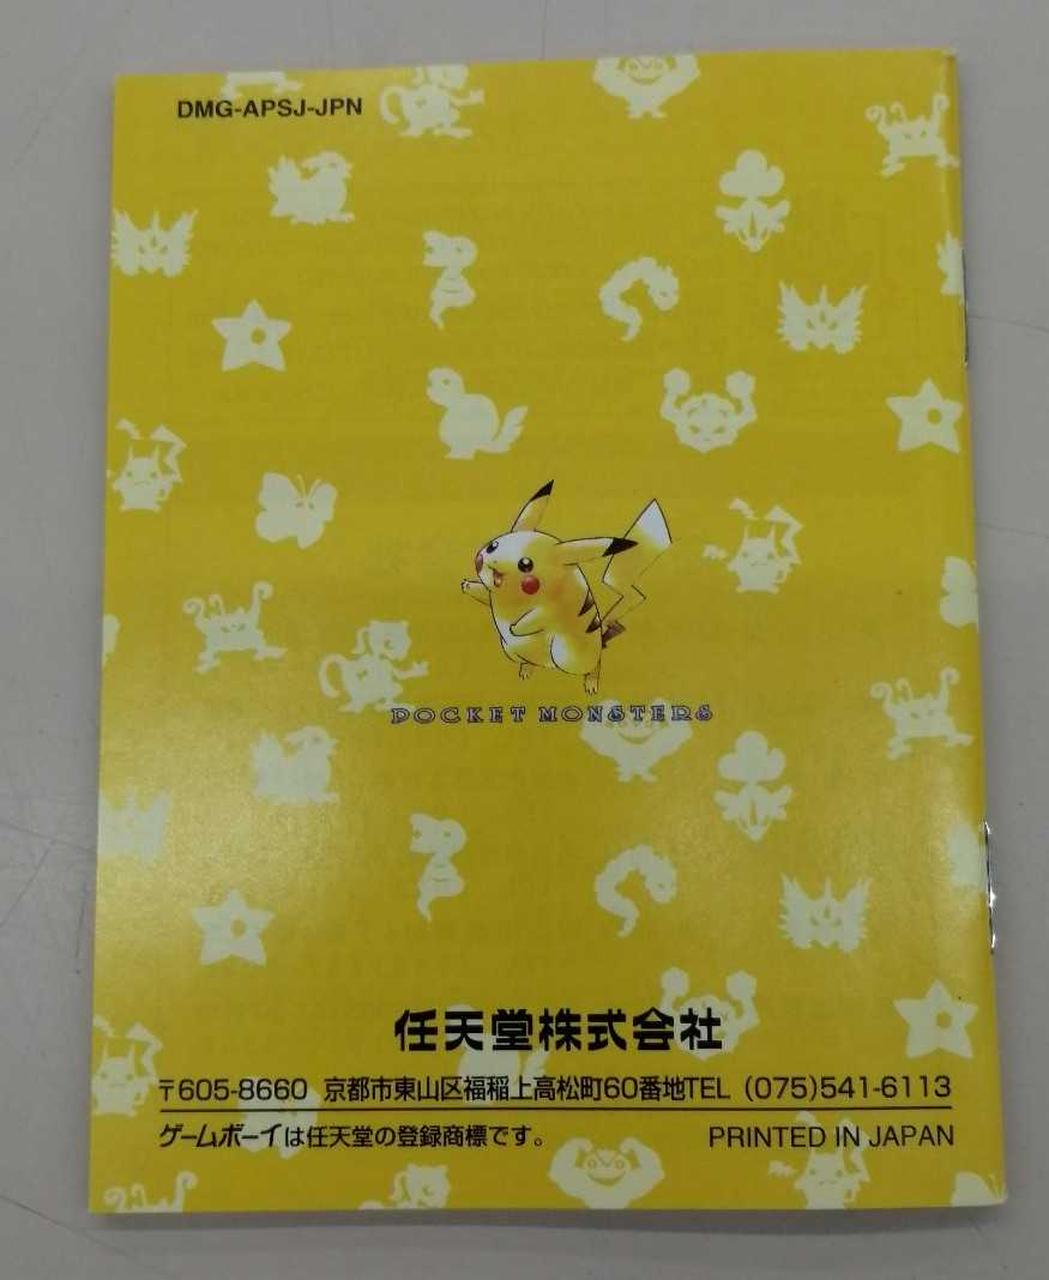 DMG-APSJ-JPN
POCKET MONSTERS
任天堂株式会社
〒605-8660 京都市東山区福稲上高松町60番地TEL (075)541-6113
ゲームボーイは任天堂の登録商標です。
PRINTED IN JAPAN